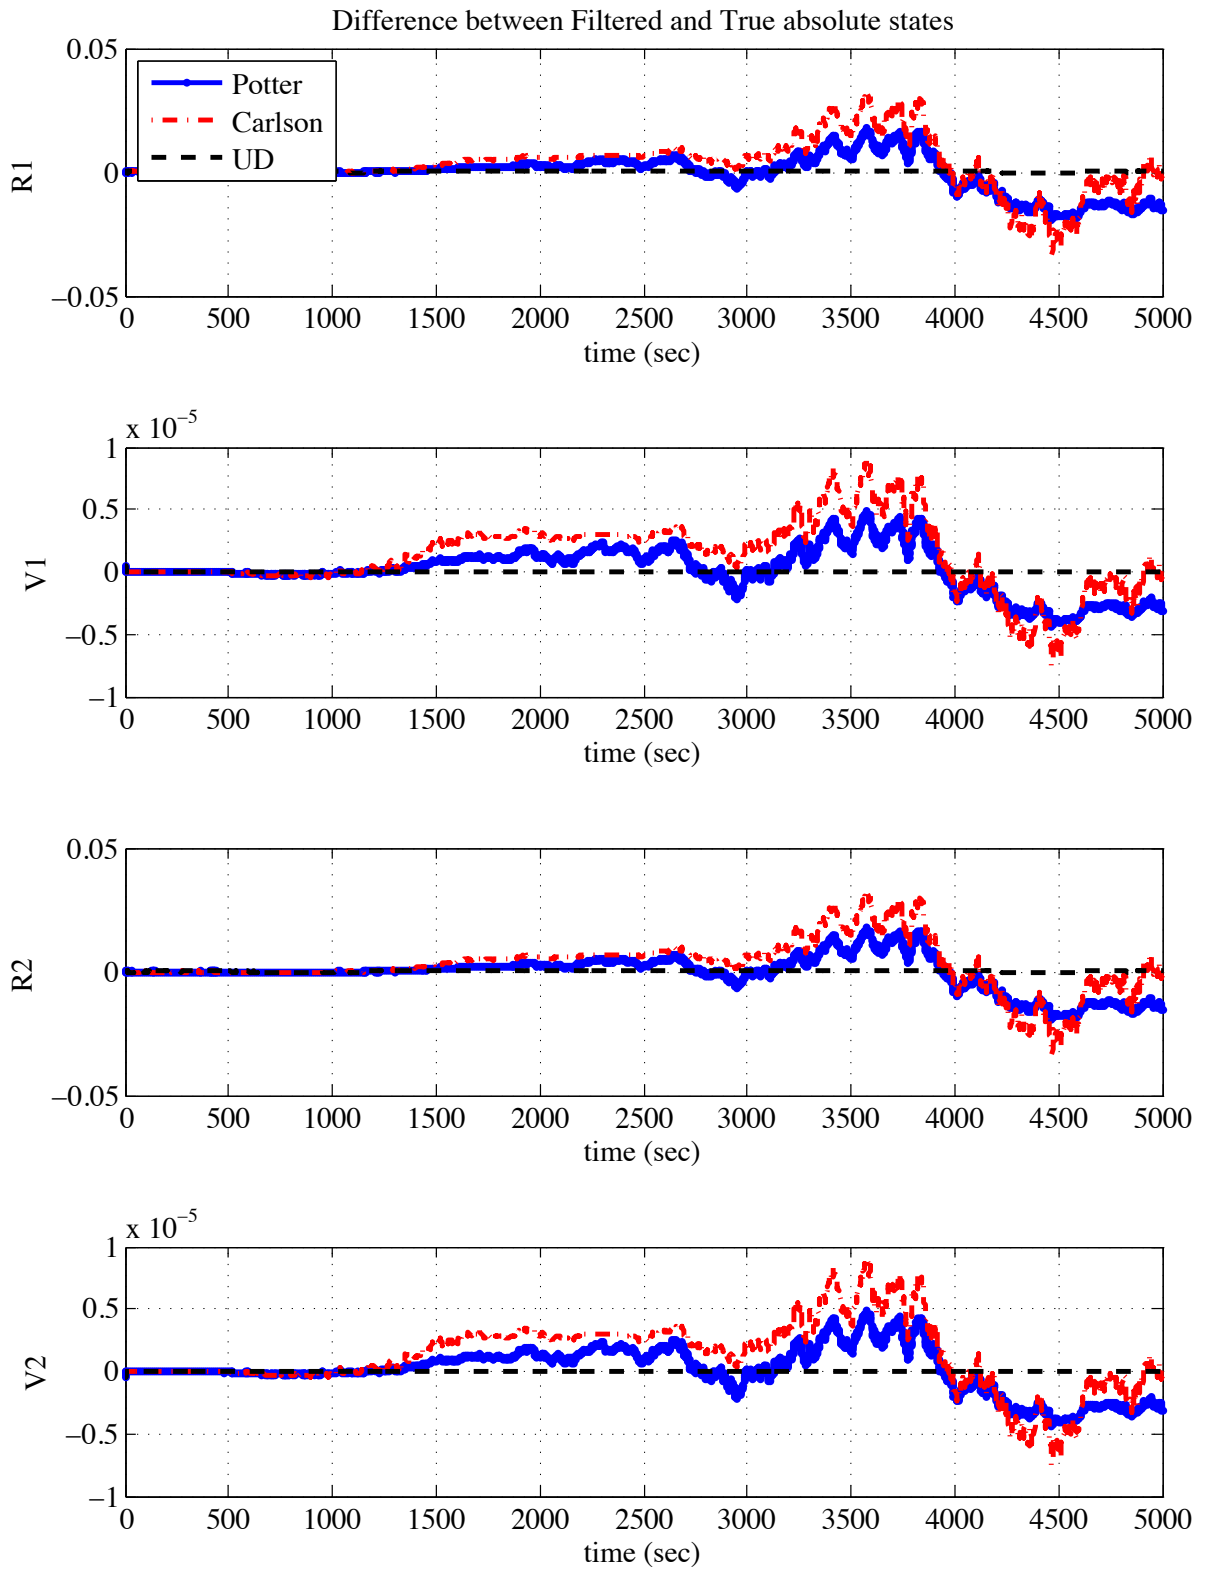 Difference between Filtered and True absolute states
0.05
0
−0.05
R1
Potter
Carlson
UD
0 500 1000 1500 2000 2500 3000 3500 4000 4500 5000
time (sec)
x 10−5
1
0.5
0
−0.5
−1
V1
0 500 1000 1500 2000 2500 3000 3500 4000 4500 5000
time (sec)
0.05
0
−0.05
R2
0 500 1000 1500 2000 2500 3000 3500 4000 4500 5000
time (sec)
x 10−5
1
0.5
0
−0.5
−1
V2
0 500 1000 1500 2000 2500 3000 3500 4000 4500 5000
time (sec)